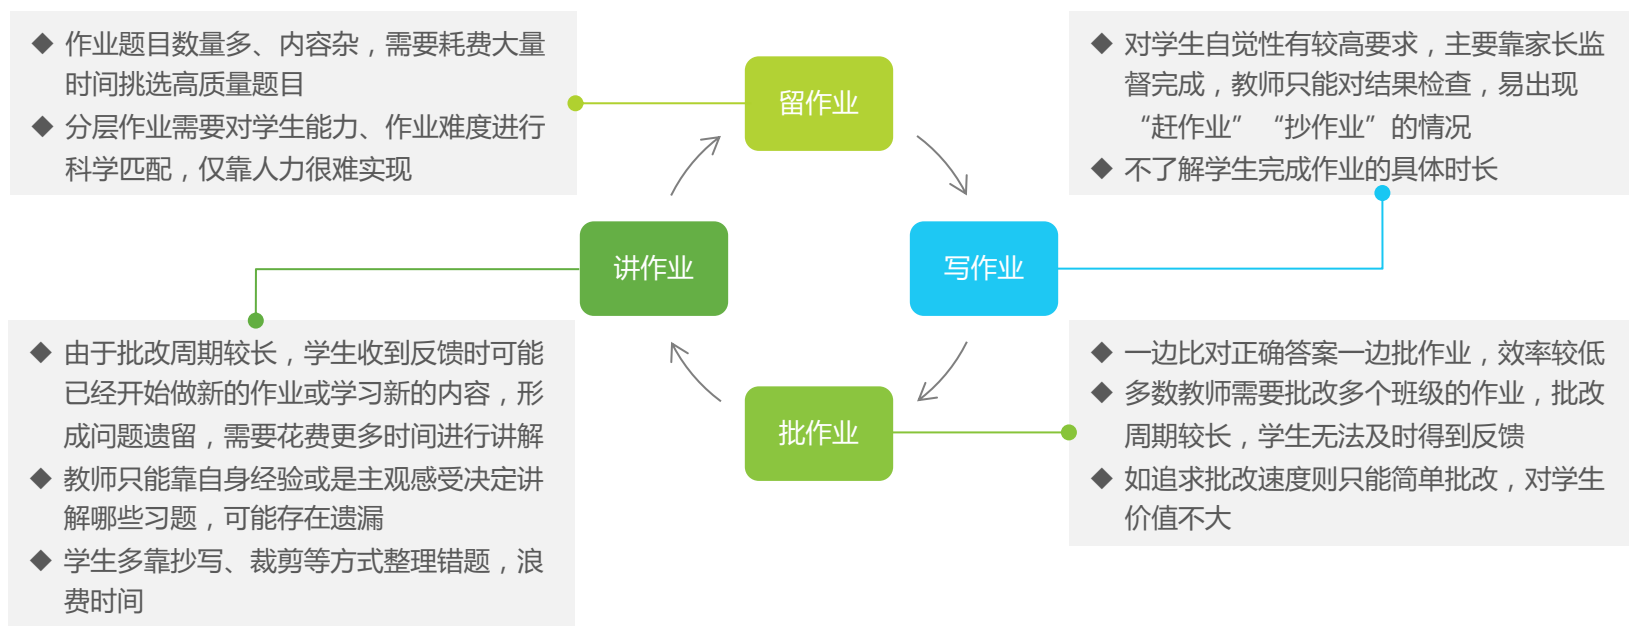 ◆ 作业题目数量多、内容杂，需要耗费大量
时间挑选高质量题目
◆ 分层作业需要对学生能力、作业难度进行
科学匹配，仅靠人力很难实现
留作业
◆ 对学生自觉性有较高要求，主要靠家长监
督完成，教师只能对结果检查，易出现
“赶作业”“抄作业”的情况
◆ 不了解学生完成作业的具体时长
讲作业
写作业
◆ 由于批改周期较长，学生收到反馈时可能
已经开始做新的作业或学习新的内容，形
成问题遗留，需要花费更多时间进行讲解
◆ 教师只能靠自身经验或是主观感受决定讲
解哪些习题，可能存在遗漏
◆ 学生多靠抄写、裁剪等方式整理错题，浪
费时间
批作业
◆ 一边比对正确答案一边批作业，效率较低
◆ 多数教师需要批改多个班级的作业，批改
周期较长，学生无法及时得到反馈
◆ 如追求批改速度则只能简单批改，对学生
价值不大